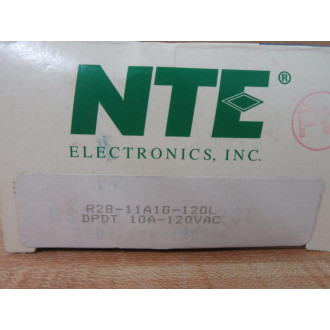 NTE®
ELECTRONICS, INC.
R28-11A10-120L
DPDT 10A-120VAC